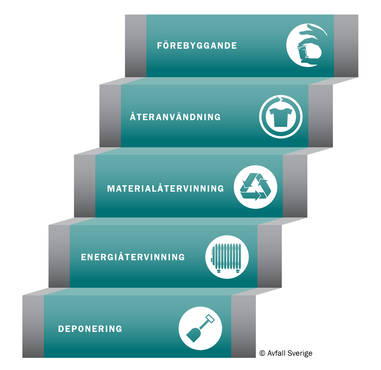 FÖREBYGGANDE
ÅTERANVÄNDNING
MATERIALÅTERVINNING
ENERGIÅTERVINNING
DEPONERING
© Avfall Sverige